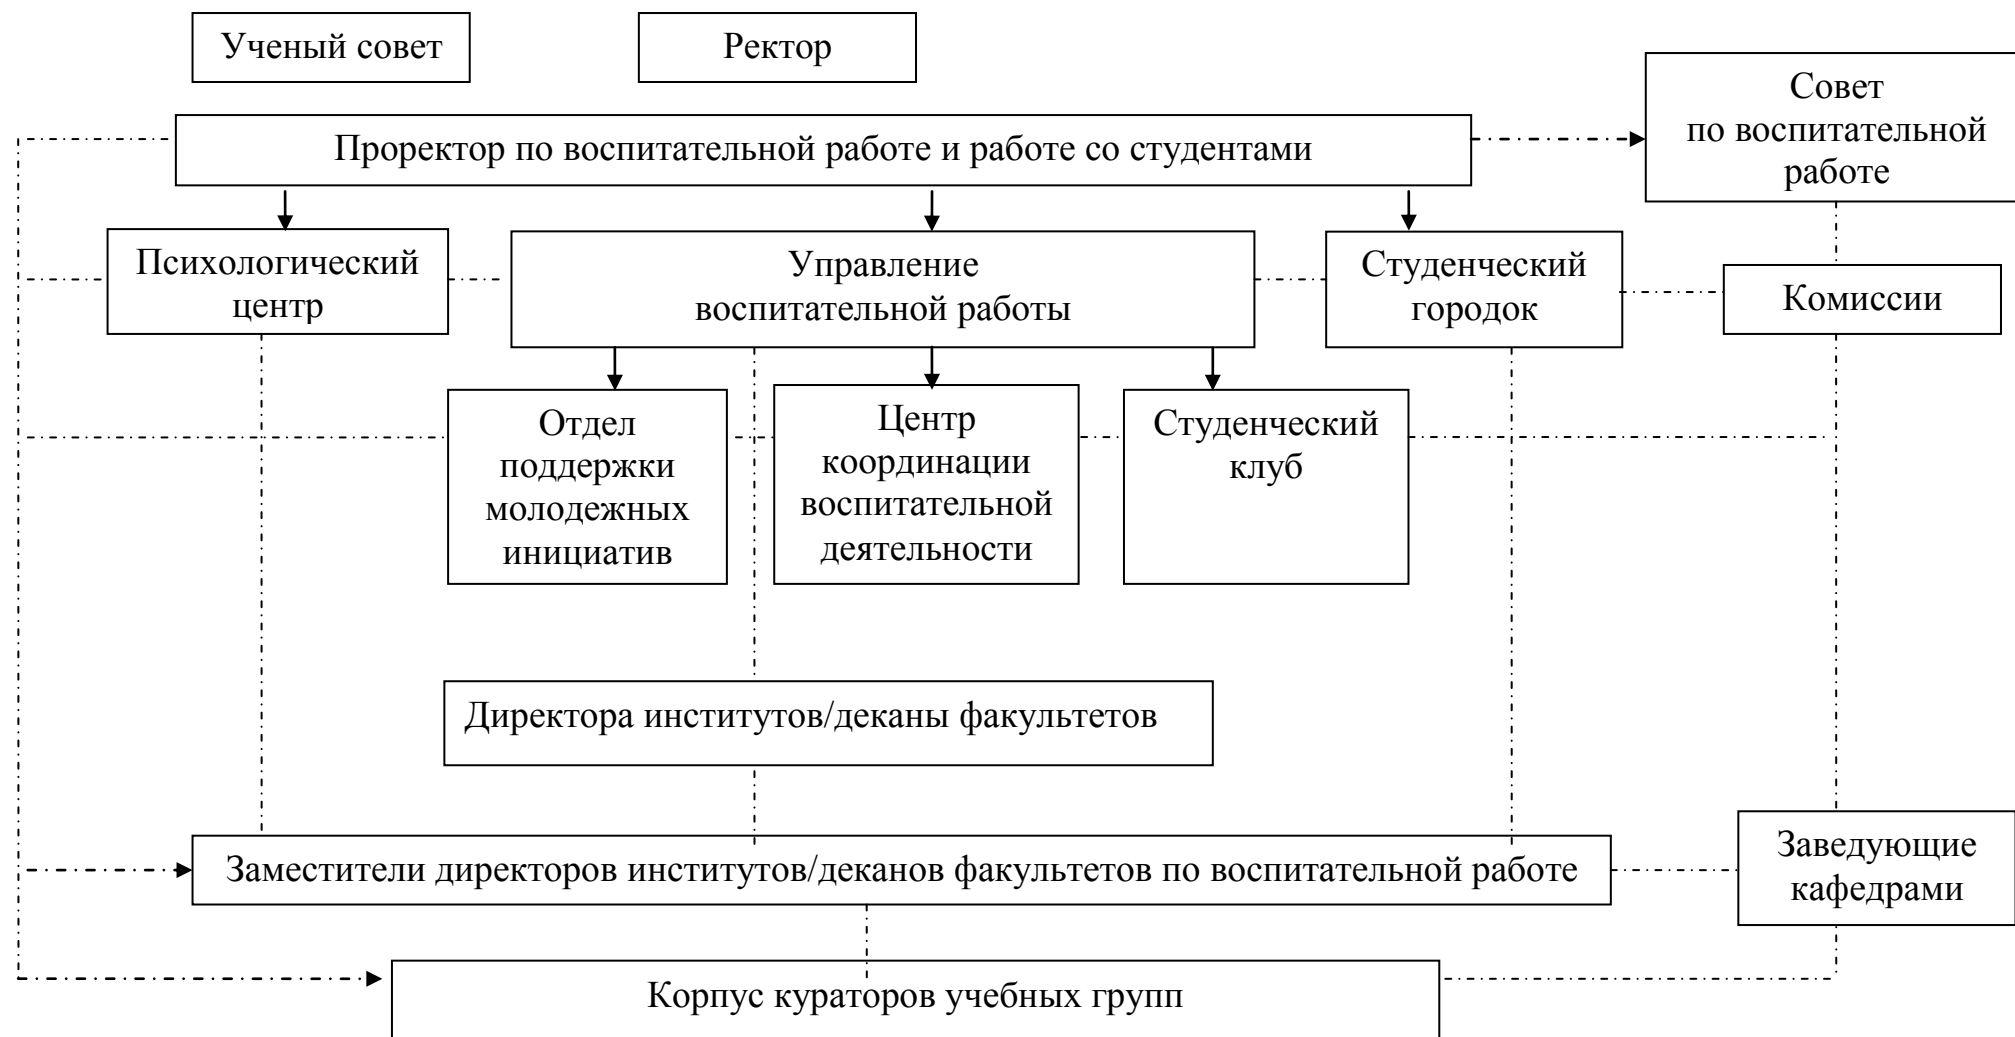 Ученый совет
Ректор
Совет
по воспитательной
работе
Проректор по воспитательной работе и работе со студентами
Психологический
центр
Управление
воспитательной работы
Студенческий
городок
Комиссии
Отдел
поддержки
молодежных
инициатив
Центр
координации
воспитательной
деятельности
Студенческий
клуб
Директора институтов/деканы факультетов
Заместители директоров институтов/деканов факультетов по воспитательной работе
Заведующие
кафедрами
Корпус кураторов учебных групп